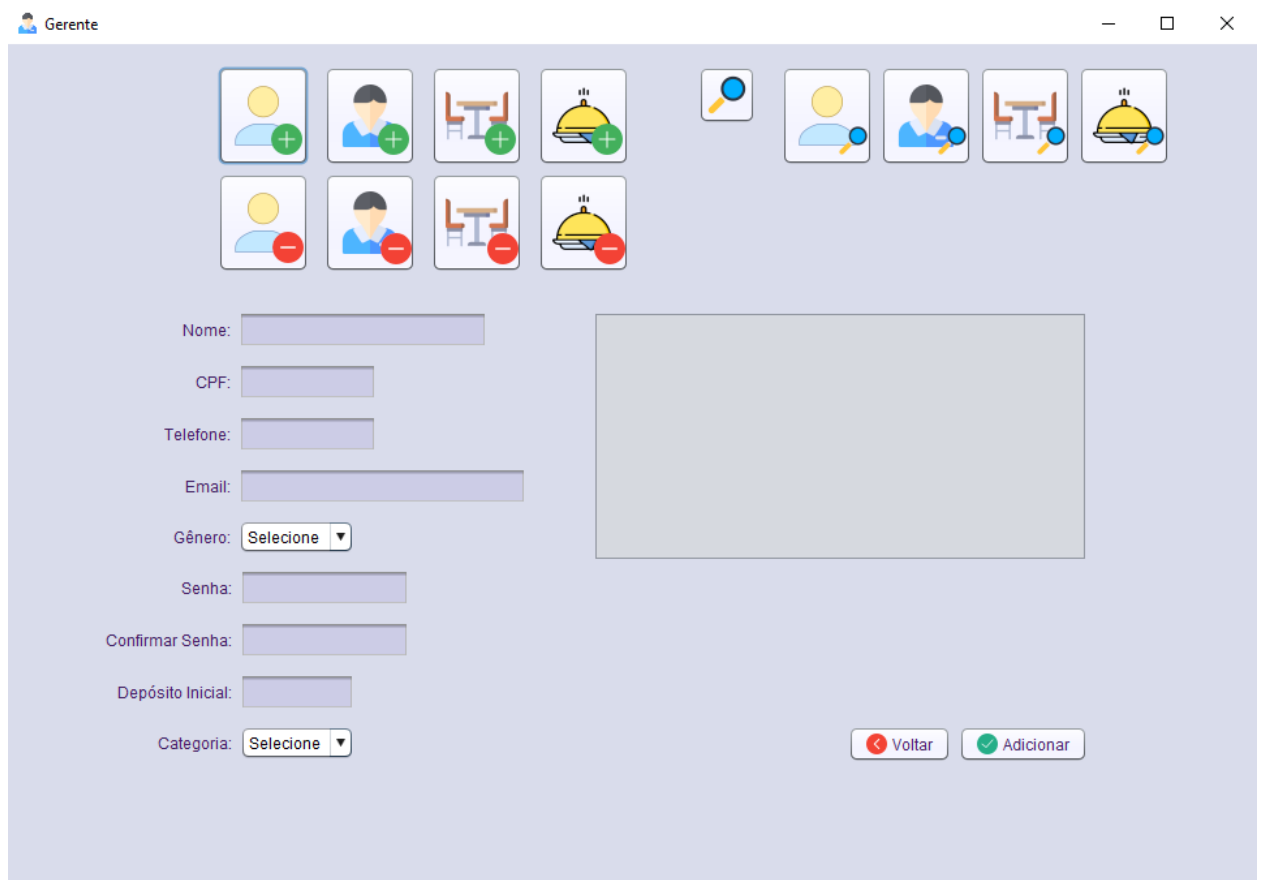 Gerente
Nome:
CPF:
Telefone:
Email:
Gênero: Selecione
Senha:
Confirmar Senha:
Depósito Inicial:
Categoria: Selecione
Voltar
Adicionar